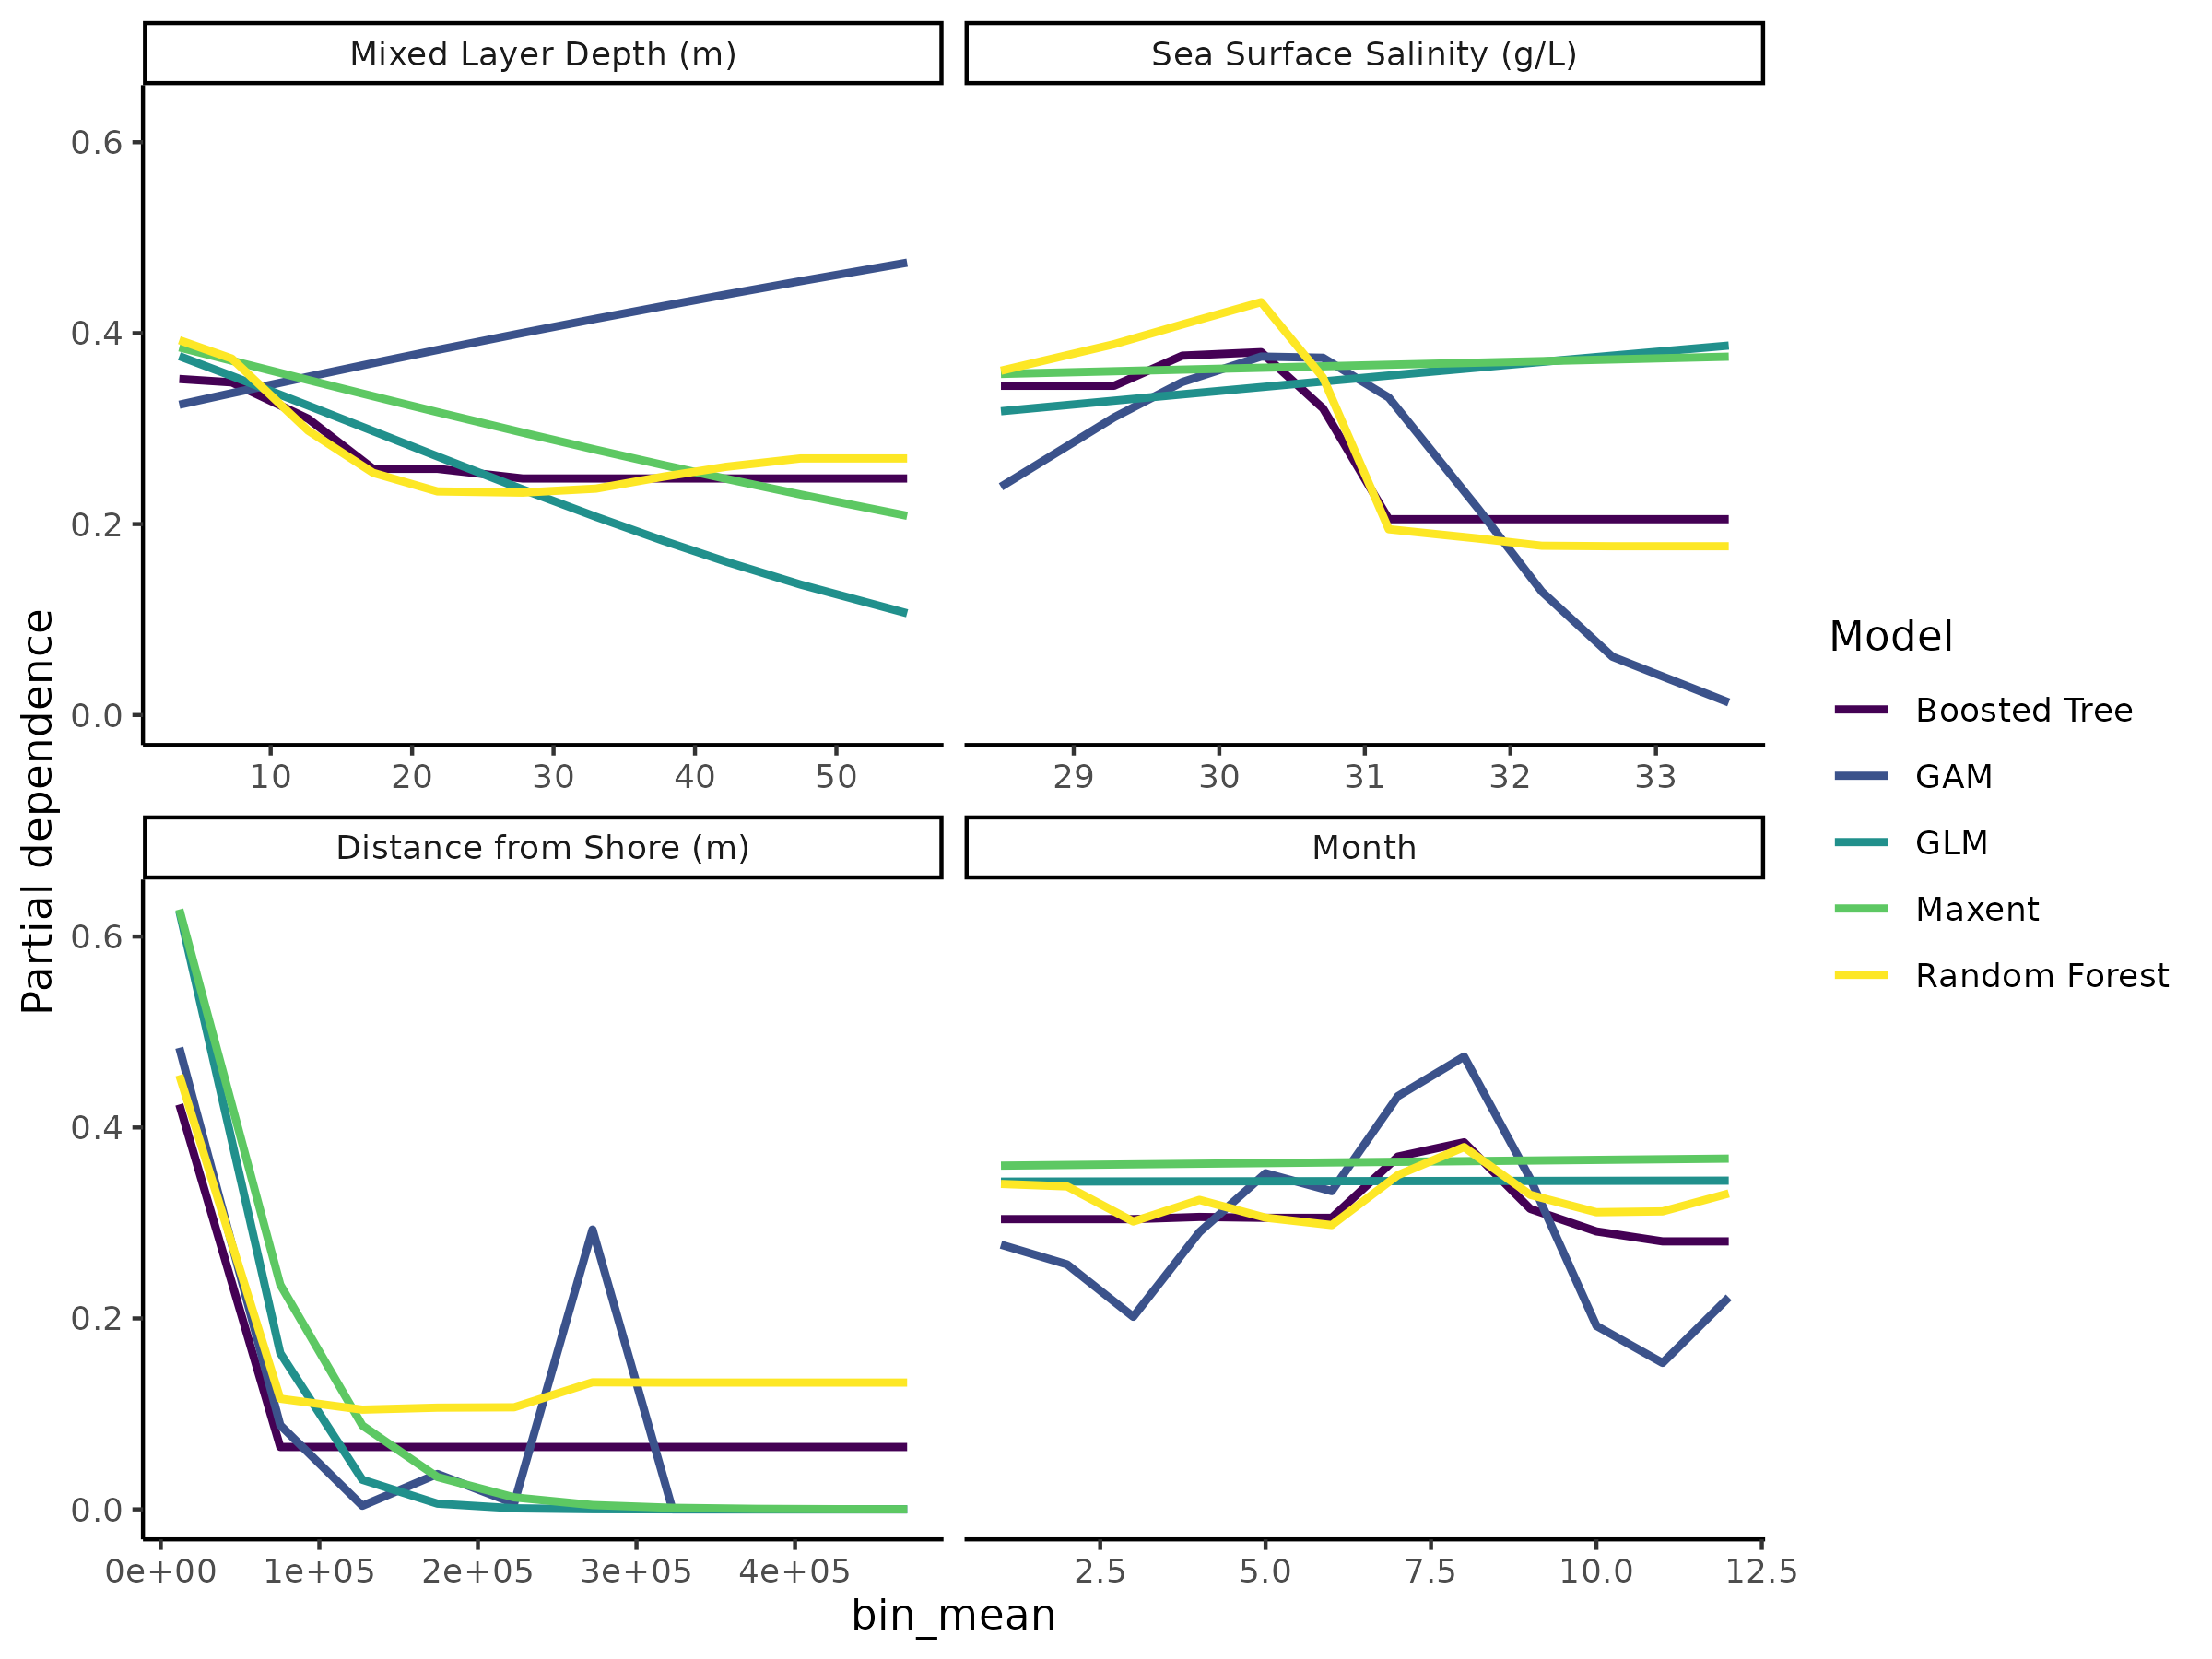 Mixed Layer Depth (m)
Sea Surface Salinity (g/L)
0.6
0.4
0.2
0.0
10 20 30 40 50
29 30 31 32 33
Distance from Shore (m)
Month
0.6
0.4
0.2
0.0
0e+00 1e+05 2e+05 3e+05 4e+05
2.5 5.0 7.5 10.0 12.5
bin_mean
Partial dependence
Model
Boosted Tree
GAM
GLM
Maxent
Random Forest